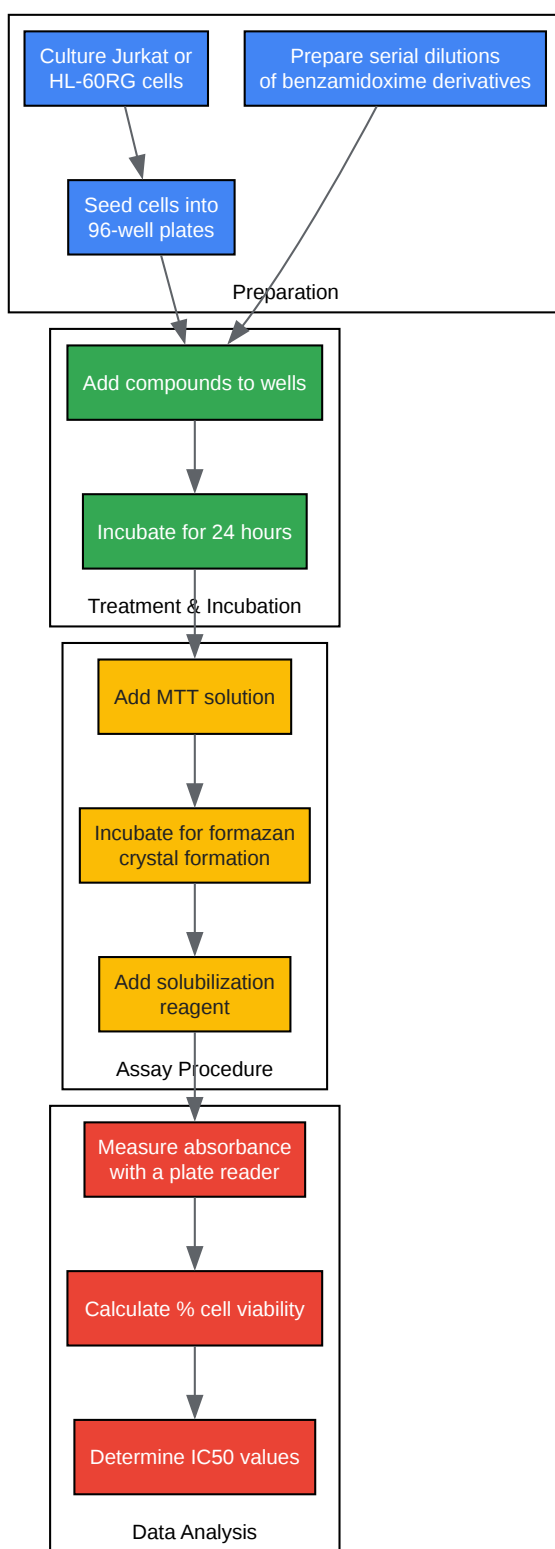 Culture Jurkat or
HL-60RG cells
Prepare serial dilutions
of benzamidoxime derivatives
Seed cells into
96-well plates
Preparation
Add compounds to wells
Incubate for 24 hours
Treatment & Incubation
Add MTT solution
Incubate for formazan
crystal formation
Add solubilization
reagent
Assay Procedure
Measure absorbance
with a plate reader
Calculate % cell viability
Determine IC50 values
Data Analysis